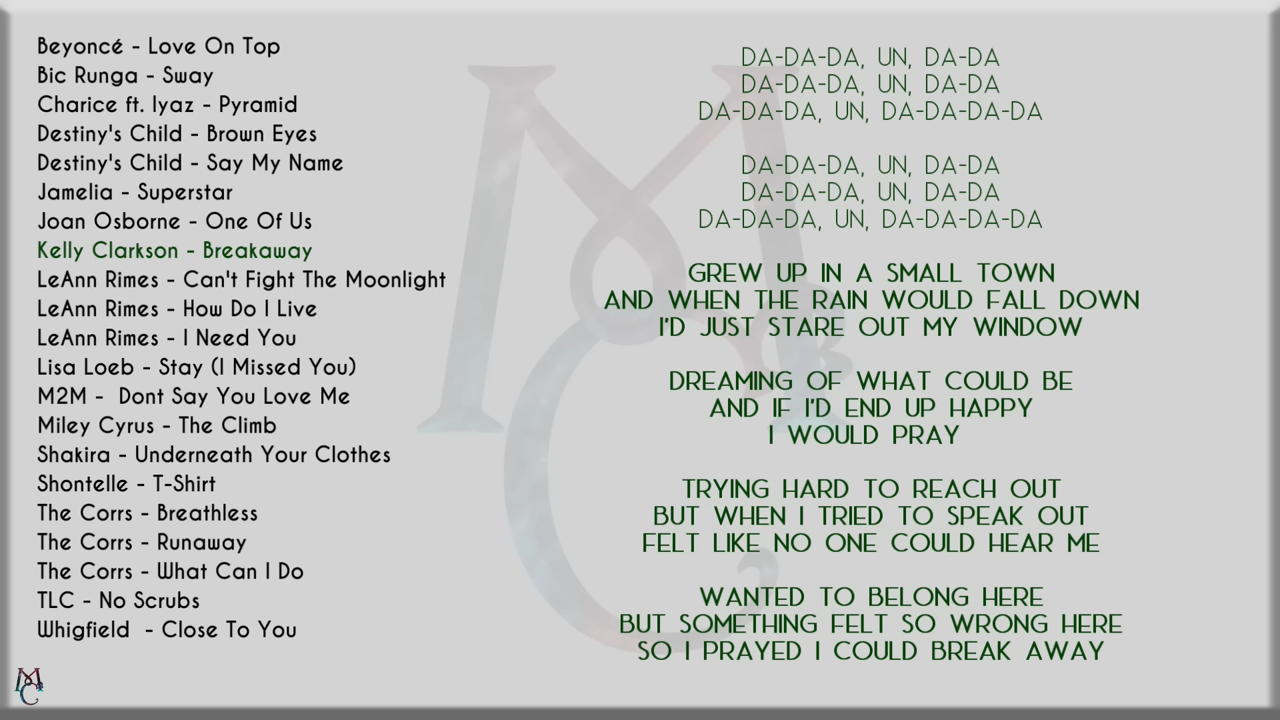 Beyoncé - Love On Top
Bic Runga - Sway
Charice ft. Iyaz - Pyramid
Destiny's Child - Brown Eyes
Destiny's Child - Say My Name
Jamelia - Superstar
Joan Osborne - One Of Us
Kelly Clarkson - Breakaway
LeAnn Rimes - Can't Fight The Moonlight
LeAnn Rimes - How Do I Live
LeAnn Rimes - I Need You
Lisa Loeb - Stay (I Missed You)
M2M -  Dont Say You Love Me
Miley Cyrus - The Climb
Shakira - Underneath Your Clothes
Shontelle - T-Shirt
The Corrs - Breathless
The Corrs - Runaway
The Corrs - What Can I Do
TLC - No Scrubs
Whigfield  - Close To You
DA-DA-DA, UN, DA-DA
DA-DA-DA, UN, DA-DA
DA-DA-DA, UN, DA-DA-DA-DA
DA-DA-DA, UN, DA-DA
DA-DA-DA, UN, DA-DA
DA-DA-DA, UN, DA-DA-DA-DA
GREW UP IN A SMALL TOWN
AND WHEN THE RAIN WOULD FALL DOWN
I'D JUST STARE OUT MY WINDOW
DREAMING OF WHAT COULD BE
AND IF I'D END UP HAPPY
I WOULD PRAY
TRYING HARD TO REACH OUT
BUT WHEN I TRIED TO SPEAK OUT
FELT LIKE NO ONE COULD HEAR ME
WANTED TO BELONG HERE
BUT SOMETHING FELT SO WRONG HERE
SO I PRAYED I COULD BREAK AWAY